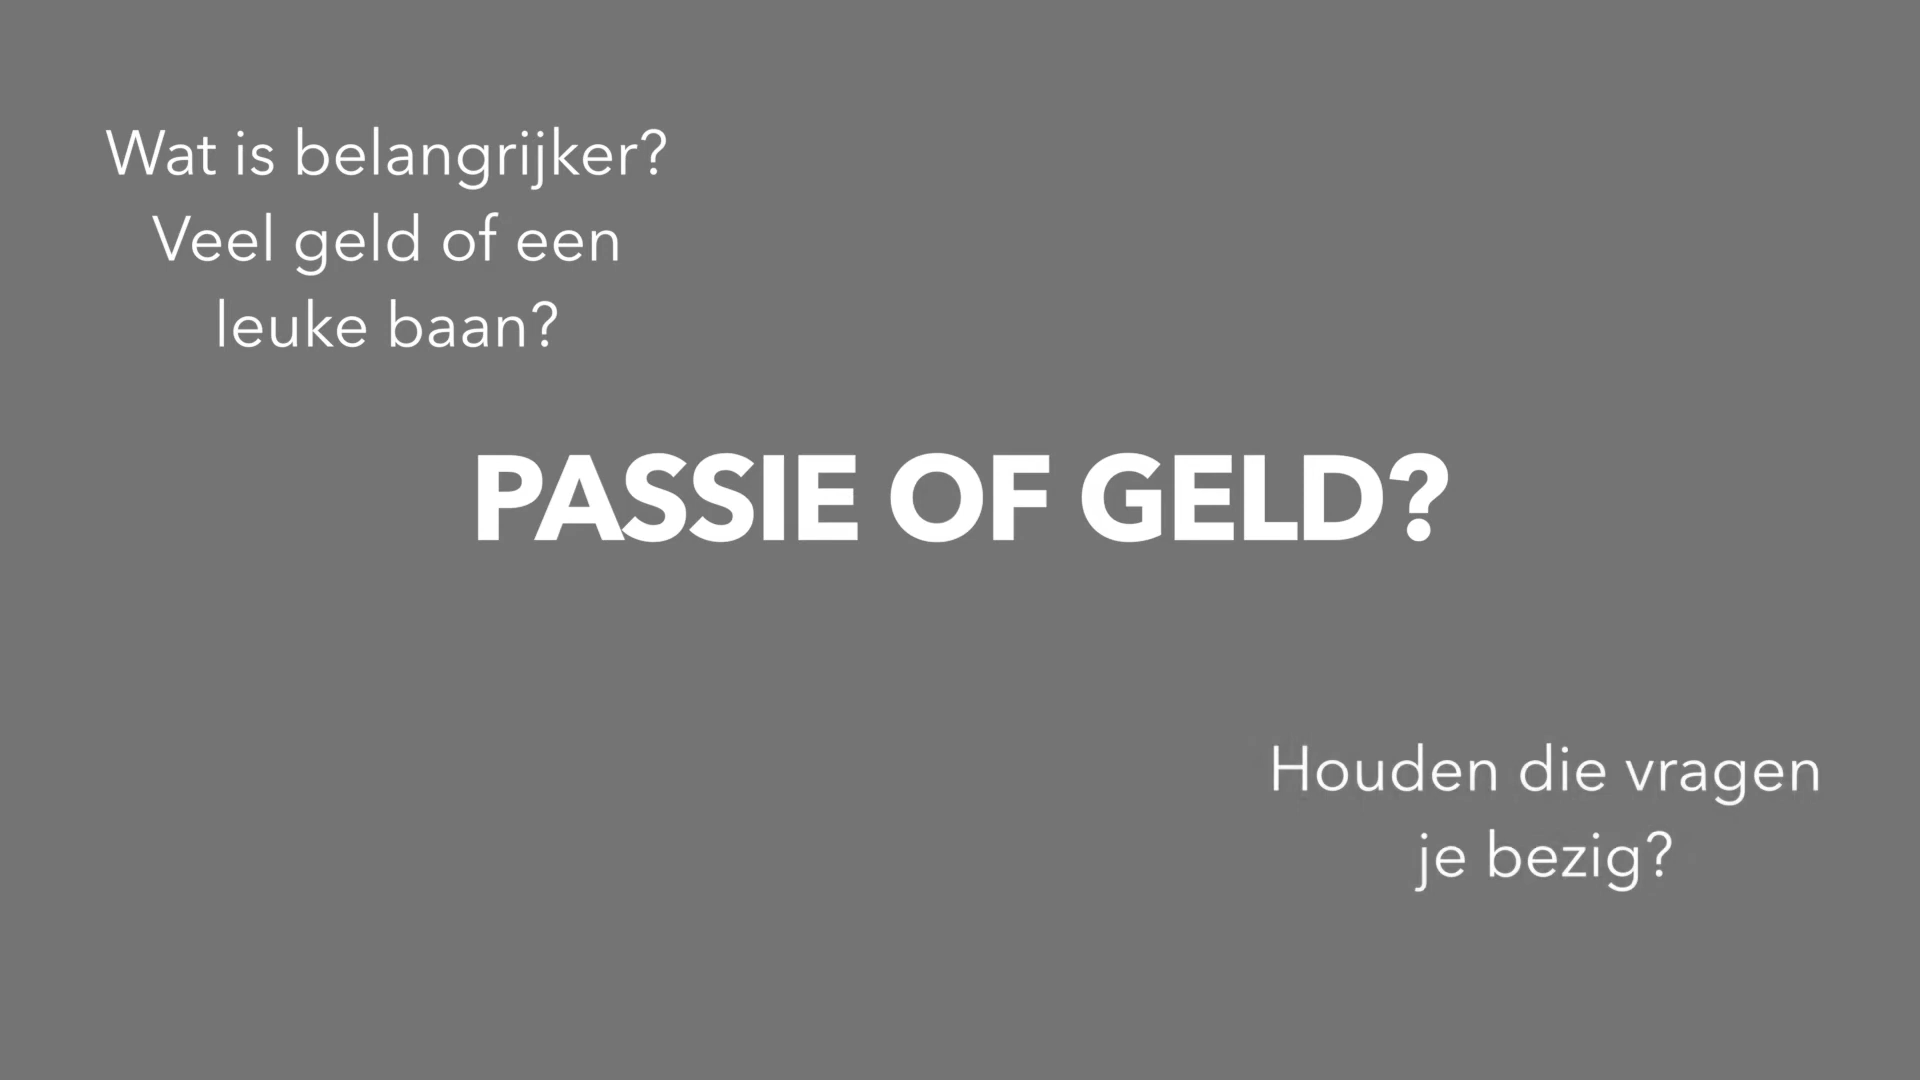 Wat is belangrijker?
Veel geld of een
leuke baan?
PASSIE OF GELD?
Houden die vragen
je bezig?